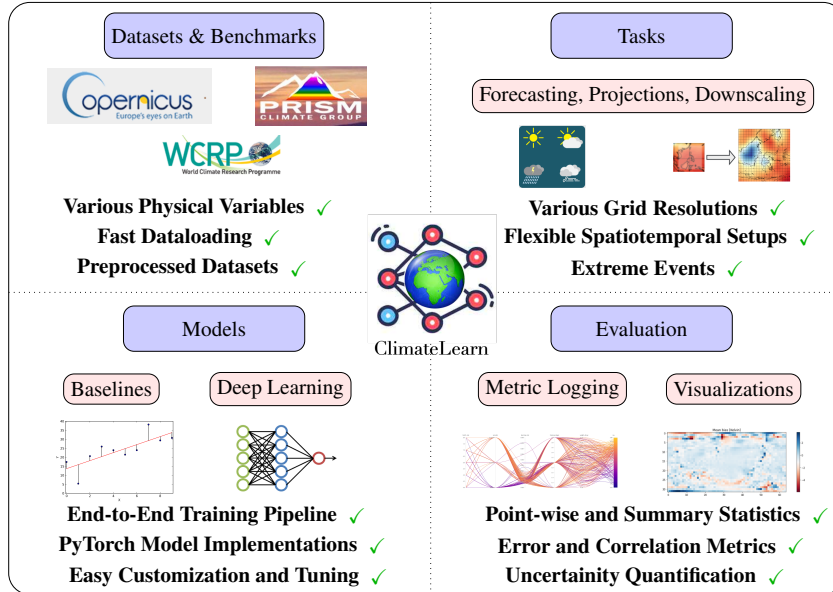 Datasets & Benchmarks
opernicus
Europe's eyes on Earth
PRISM
CLIMATE GROUP
WCRP
World Climate Research Programme
Various Physical Variables ✓
Fast Dataloading ✓
Preprocessed Datasets ✓
Tasks
Forecasting, Projections, Downscaling
Various Grid Resolutions ✓
Flexible Spatiotemporal Setups ✓
Extreme Events ✓
ClimateLearn
Models
Baselines
Deep Learning
End-to-End Training Pipeline ✓
PyTorch Model Implementations ✓
Easy Customization and Tuning ✓
Evaluation
Metric Logging
Visualizations
Point-wise and Summary Statistics ✓
Error and Correlation Metrics ✓
Uncertainity Quantification ✓